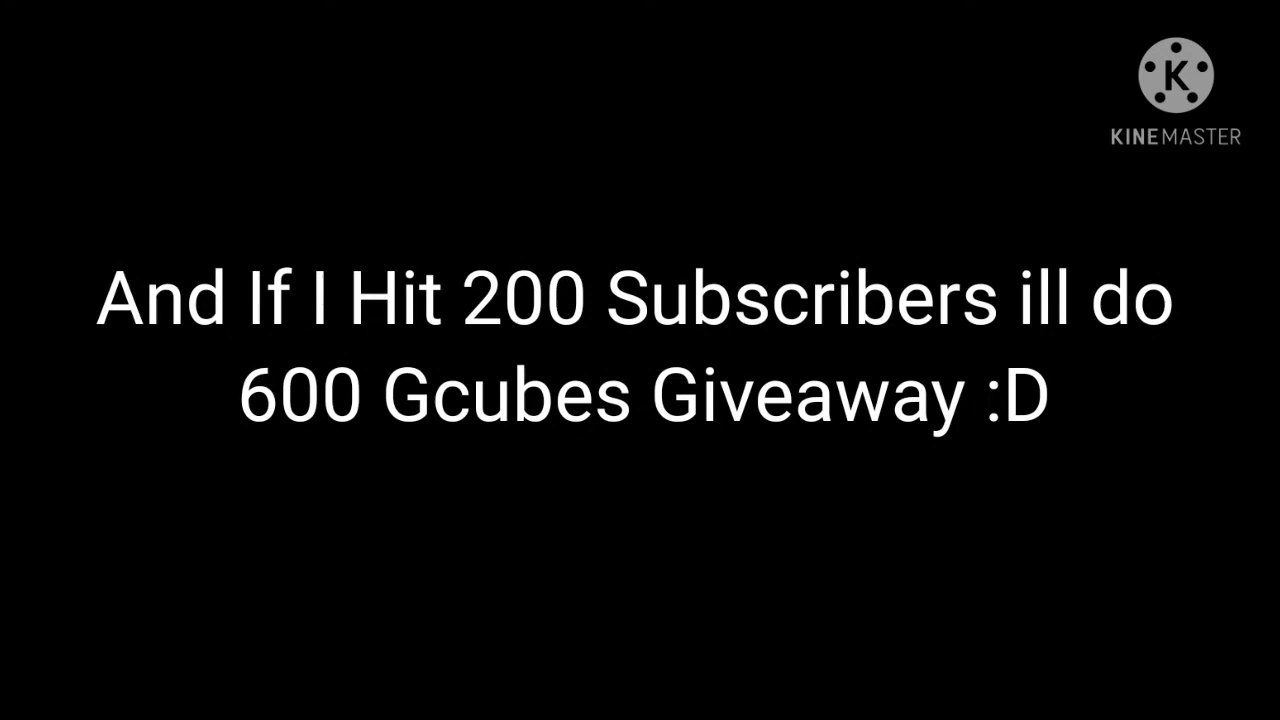 K
KINEMASTER
And If I Hit 200 Subscribers ill do
600 Gcubes Giveaway :D